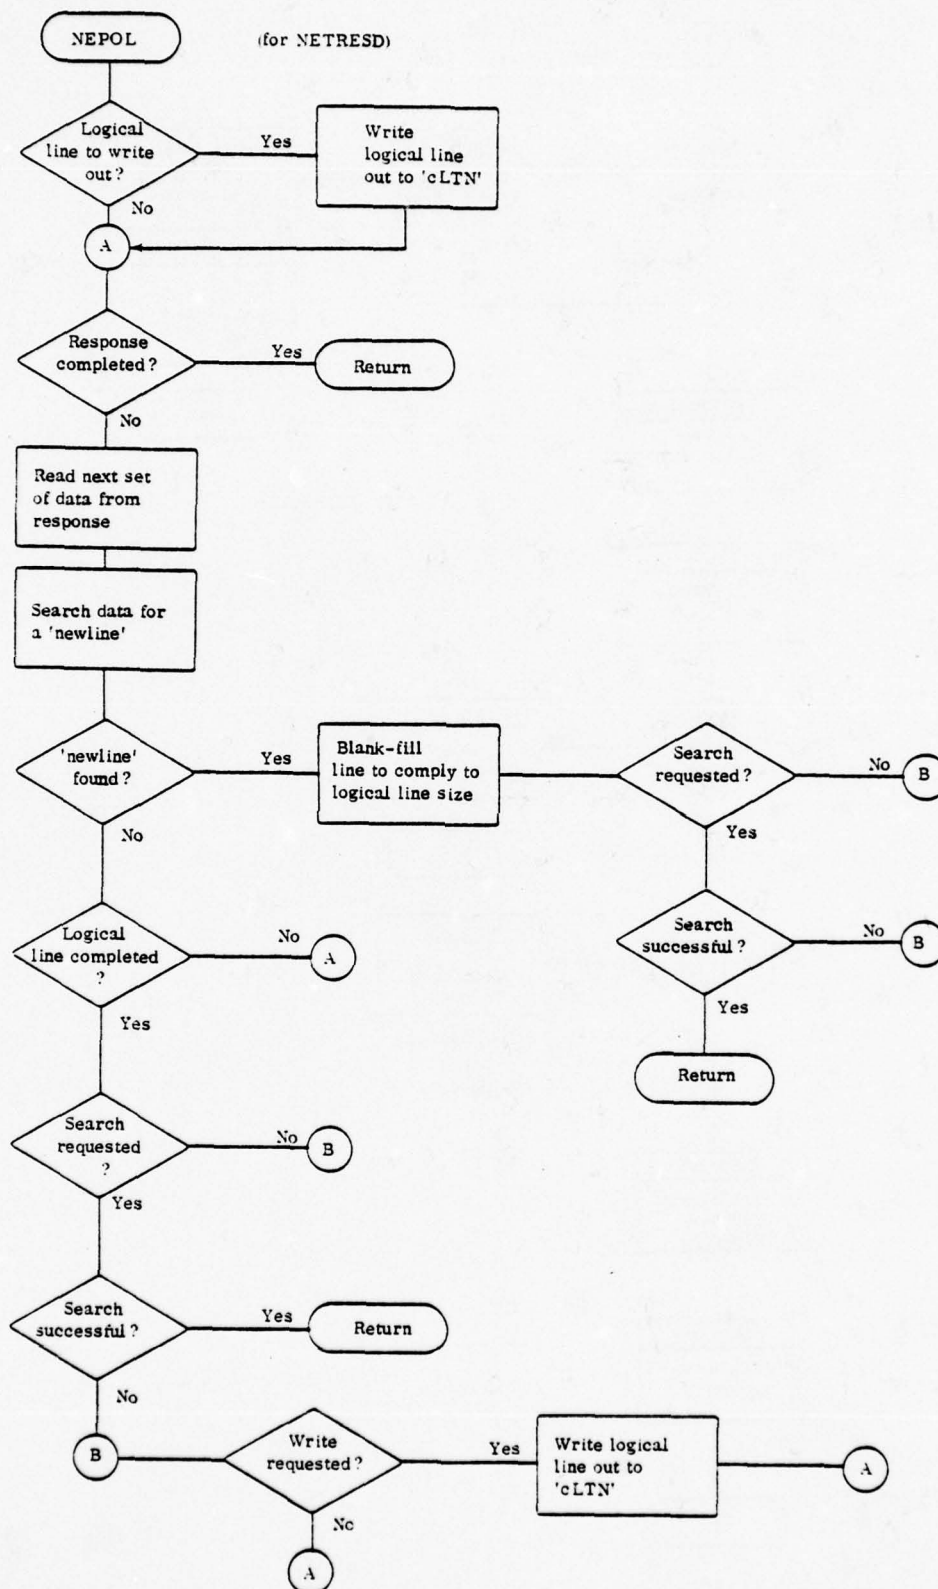 NEPOL
(for NETRESD)
Logical
line to write
out?
Yes
Write
logical line
out to 'cLTN'
No
A
Response
completed?
Yes
Return
No
Read next set
of data from
response
Search data for
a 'newline'
'newline'
found?
Yes
Blank-fill
line to comply to
logical line size
Search
requested?
No
B
No
Yes
Logical
line completed
?
No
A
Search
successful?
No
B
Yes
Yes
Return
Search
requested
?
No
B
Yes
Search
successful?
Yes
Return
No
B
Write
requested?
Yes
Write logical
line out to
'cLTN'
A
No
A